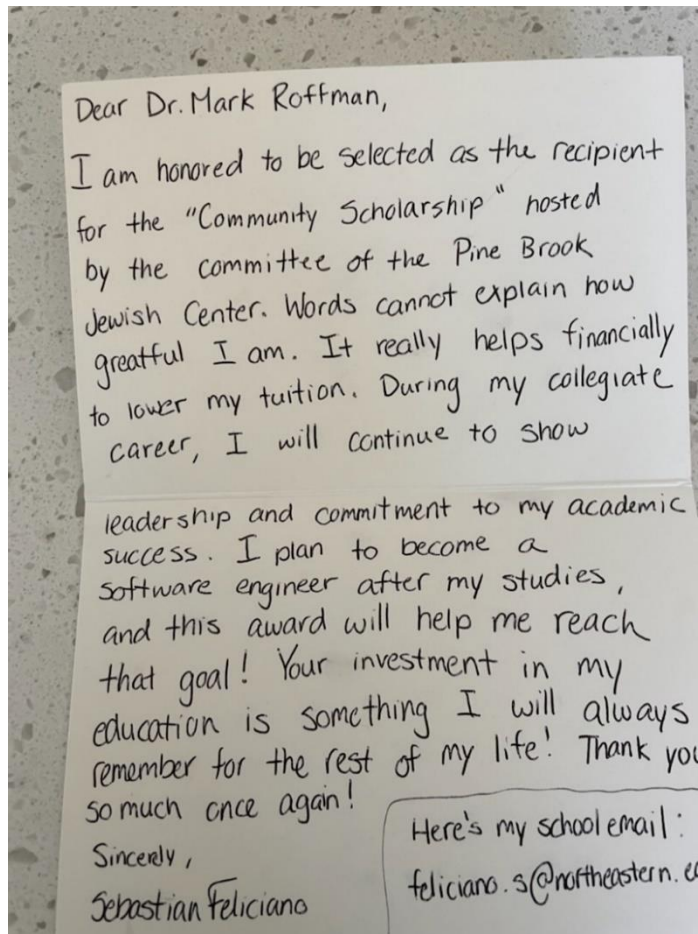 Dear Dr. Mark Roffman,
I am honored to be selected as the recipient
for the "Community Scholarship" hosted
by the committee of the Pine Brook
Jewish Center. Words cannot explain how
greatful I am. It really helps financially
to lower my tuition. During my collegiate
career, I will continue to show
leadership and commitment to my academic
success. I plan to become a
software engineer after my studies,
and this award will help me reach
that goal! Your investment in my
education is something I will always
remember for the rest of my life! Thank you
so much once again!
Sincerely,
Sebastian Feliciano
Here's my school email:
feliciano.s@northeastern.e